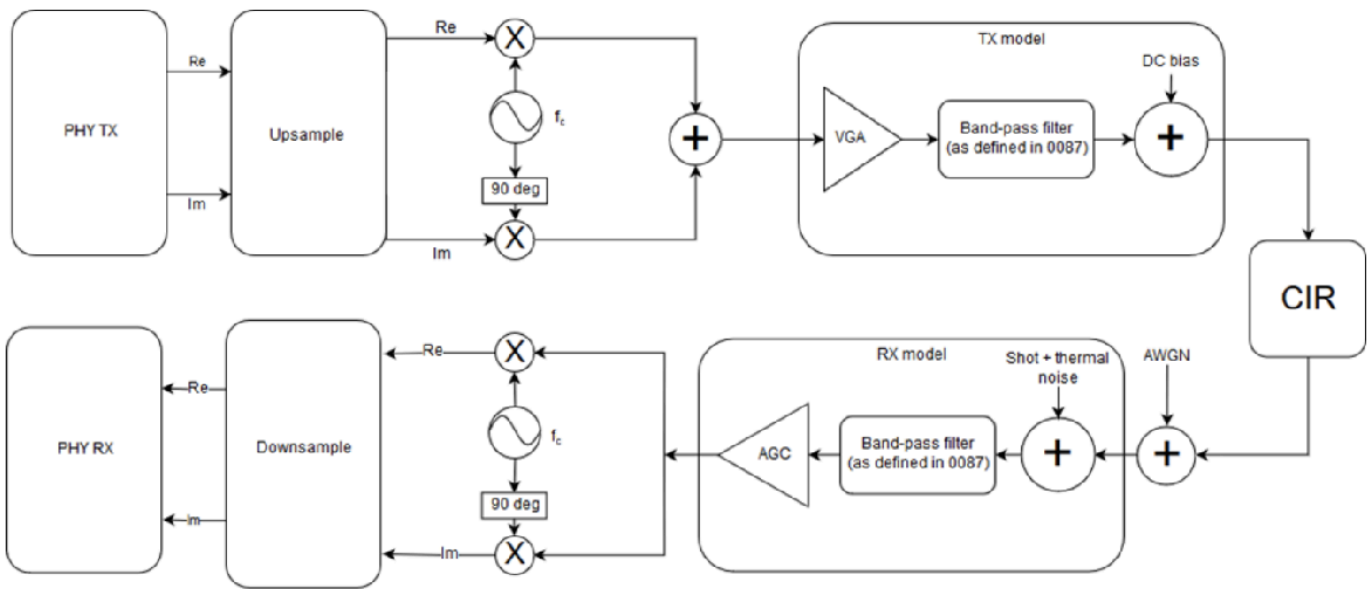 PHY TX
Re
Im
Upsample
Re
Im
X
f_c
90 deg
X
+
TX model
VGA
Band-pass filter
(as defined in 0087)
DC bias
+
CIR
AWGN
+
RX model
Shot + thermal
noise
+
Band-pass filter
(as defined in 0087)
AGC
X
f_c
90 deg
X
Re
Im
Downsample
Re
Im
PHY RX